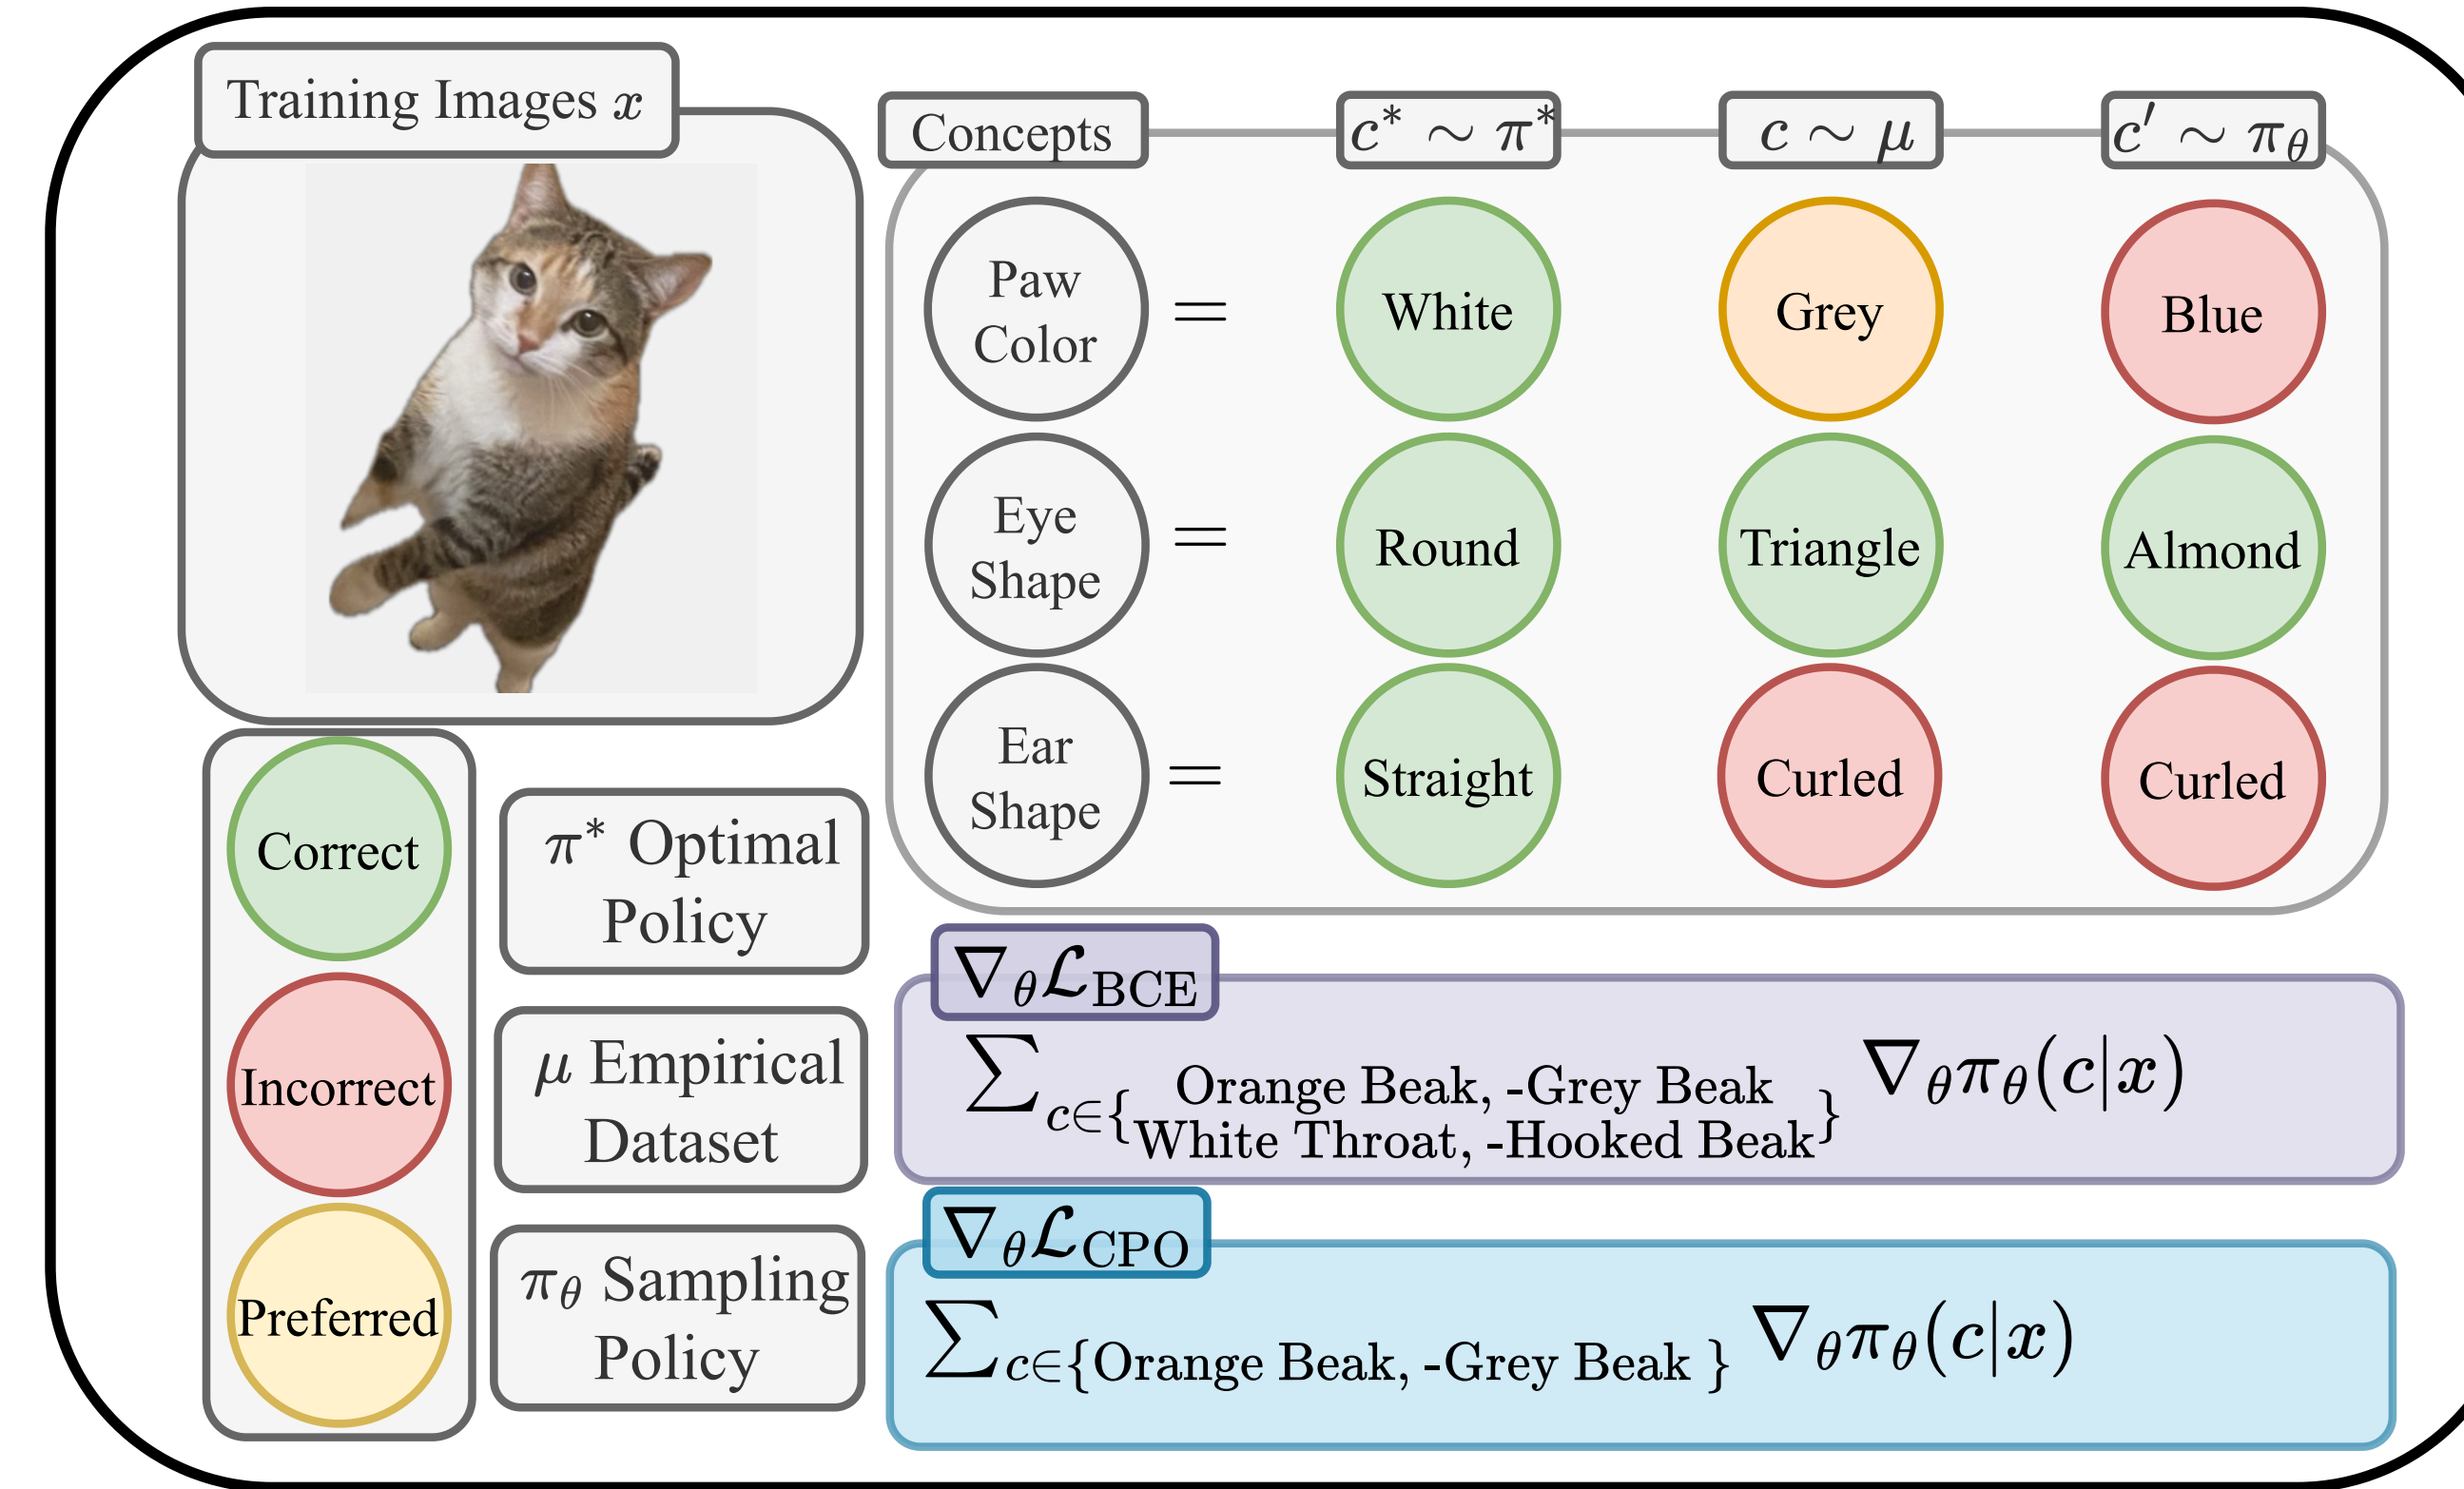 Training Images x
Concepts
c* ∼ π*
c ∼ μ
c′ ∼ πθ
Paw
Color
=
White
Grey
Blue
Eye
Shape
=
Round
Triangle
Almond
Ear
Shape
=
Straight
Curled
Curled
Correct
Incorrect
Preferred
π* Optimal
Policy
μ Empirical
Dataset
πθ Sampling
Policy
∇θℒBCE
∑c∈{Orange Beak, -Grey Beak
White Throat, -Hooked Beak} ∇θπθ(c|x)
∇θℒCPO
∑c∈{Orange Beak, -Grey Beak } ∇θπθ(c|x)